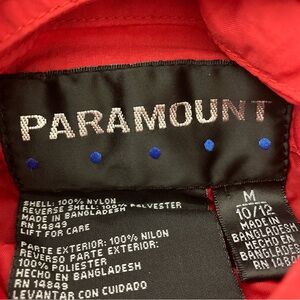 PARAMOUNT
SHELL: 100% NYLON
REVERSE SHELL: 100% POLYESTER
MADE IN BANGLADESH
RN 14849
LIFT FOR CARE
PARTE EXTERIOR: 100% NILON
REVERSO PARTE EXTERIOR:
100% POLIESTER
HECHO EN BANGLADESH
RN 14849
LEVANTAR CON CUIDADO
M
10/12
MADE IN
BANGLADESH
HECHO EN
BANGLADESH
RN